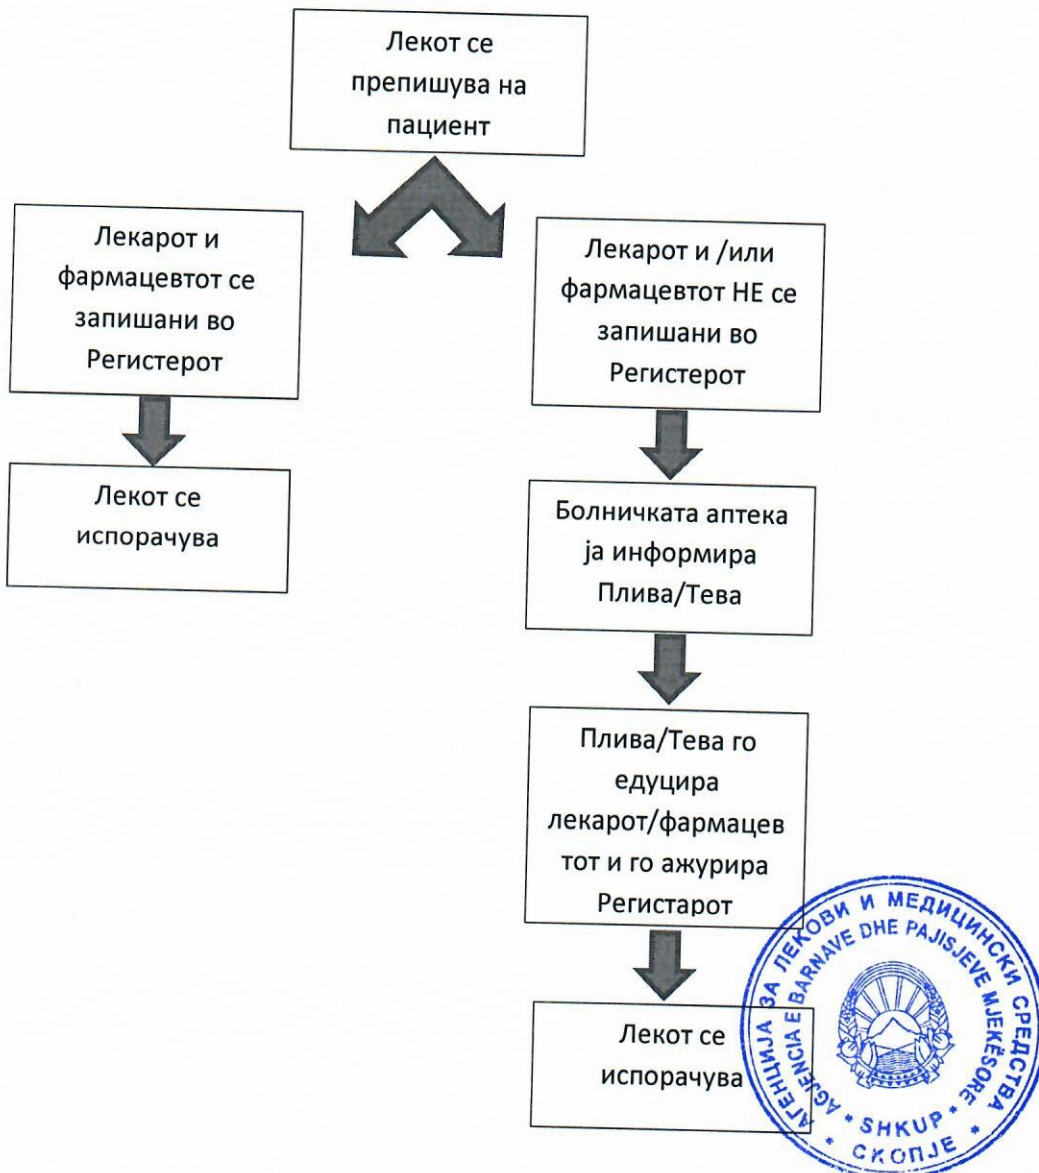 Лекот се
препишува на
пациент
Лекарот и
фармацевтот се
запишани во
Регистерот
Лекот се
испорачува
Лекарот и /или
фармацевтот НЕ се
запишани во
Регистерот
Болничката аптека
ја информира
Плива/Тева
Плива/Тева го
едуцира
лекарот/фармацев
тот и го ажурира
Регистарот
Лекот се
испорачува
АГЕНЦИЈА ЗА ЛЕКОВИ И МЕДИЦИНСКИ СРЕДСТВА
AGJENCIA E BARNAVE DHE PAJISJEVE MJEKËSORE
* SHKUP *
* СКОПЈЕ *